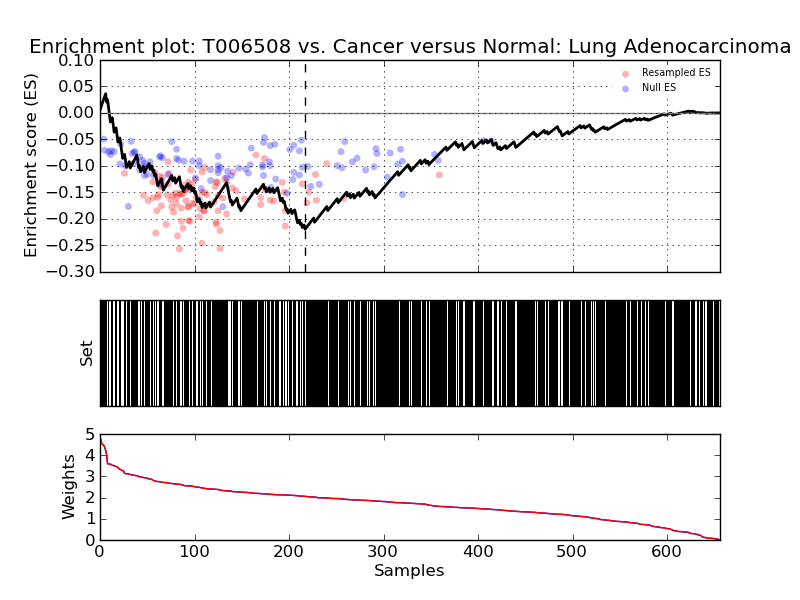 Enrichment plot: T006508 vs. Cancer versus Normal: Lung Adenocarcinoma
Enrichment score (ES)
0.10
0.05
0.00
−0.05
−0.10
−0.15
−0.20
−0.25
−0.30
Resampled ES
Null ES
Set
Weights
5
4
3
2
1
0
0 100 200 300 400 500 600
Samples